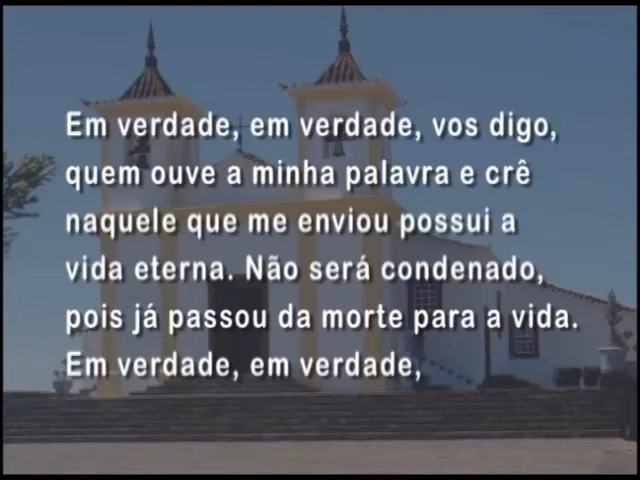 Em verdade, em verdade, vos digo,
quem ouve a minha palavra e crê
naquele que me enviou possui a
vida eterna. Não será condenado,
pois já passou da morte para a vida.
Em verdade, em verdade,